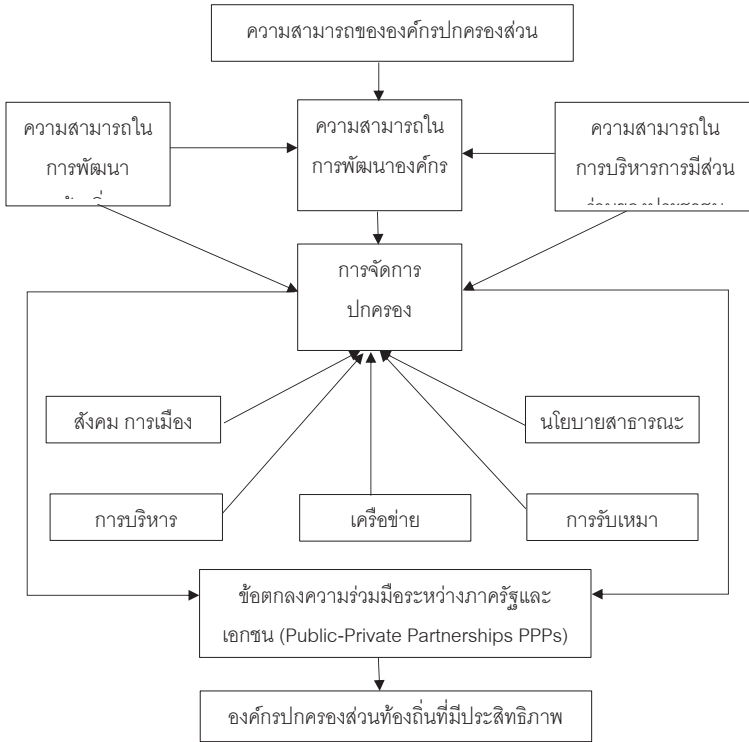 ความสามารถขององค์กรปกครองส่วน
ความสามารถใน
การพัฒนา
ความสามารถใน
การพัฒนาองค์กร
ความสามารถใน
การบริหารการมีส่วน
การจัดการ
ปกครอง
สังคม การเมือง
นโยบายสาธารณะ
การบริหาร
เครือข่าย
การรับเหมา
ข้อตกลงความร่วมมือระหว่างภาครัฐและ
เอกชน (Public-Private Partnerships PPPs)
องค์กรปกครองส่วนท้องถิ่นที่มีประสิทธิภาพ